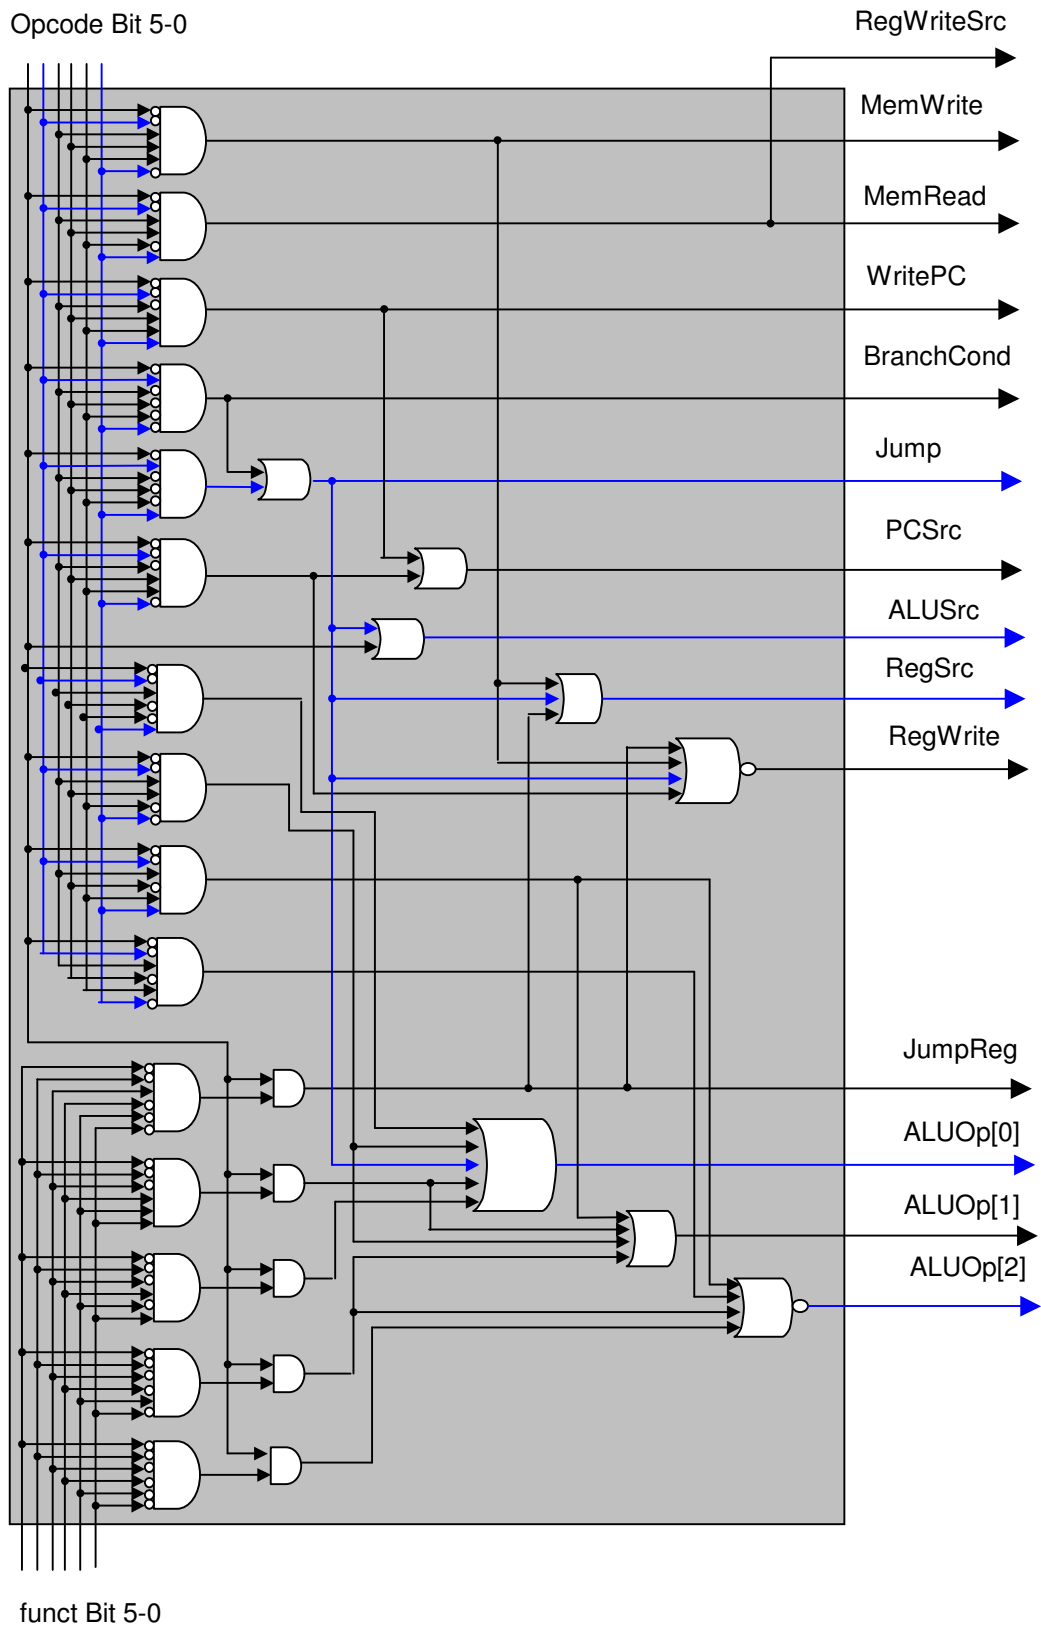 Opcode Bit 5-0
RegWriteSrc
MemWrite
MemRead
WritePC
BranchCond
Jump
PCSrc
ALUSrc
RegSrc
RegWrite
JumpReg
ALUOp[0]
ALUOp[1]
ALUOp[2]
funct Bit 5-0